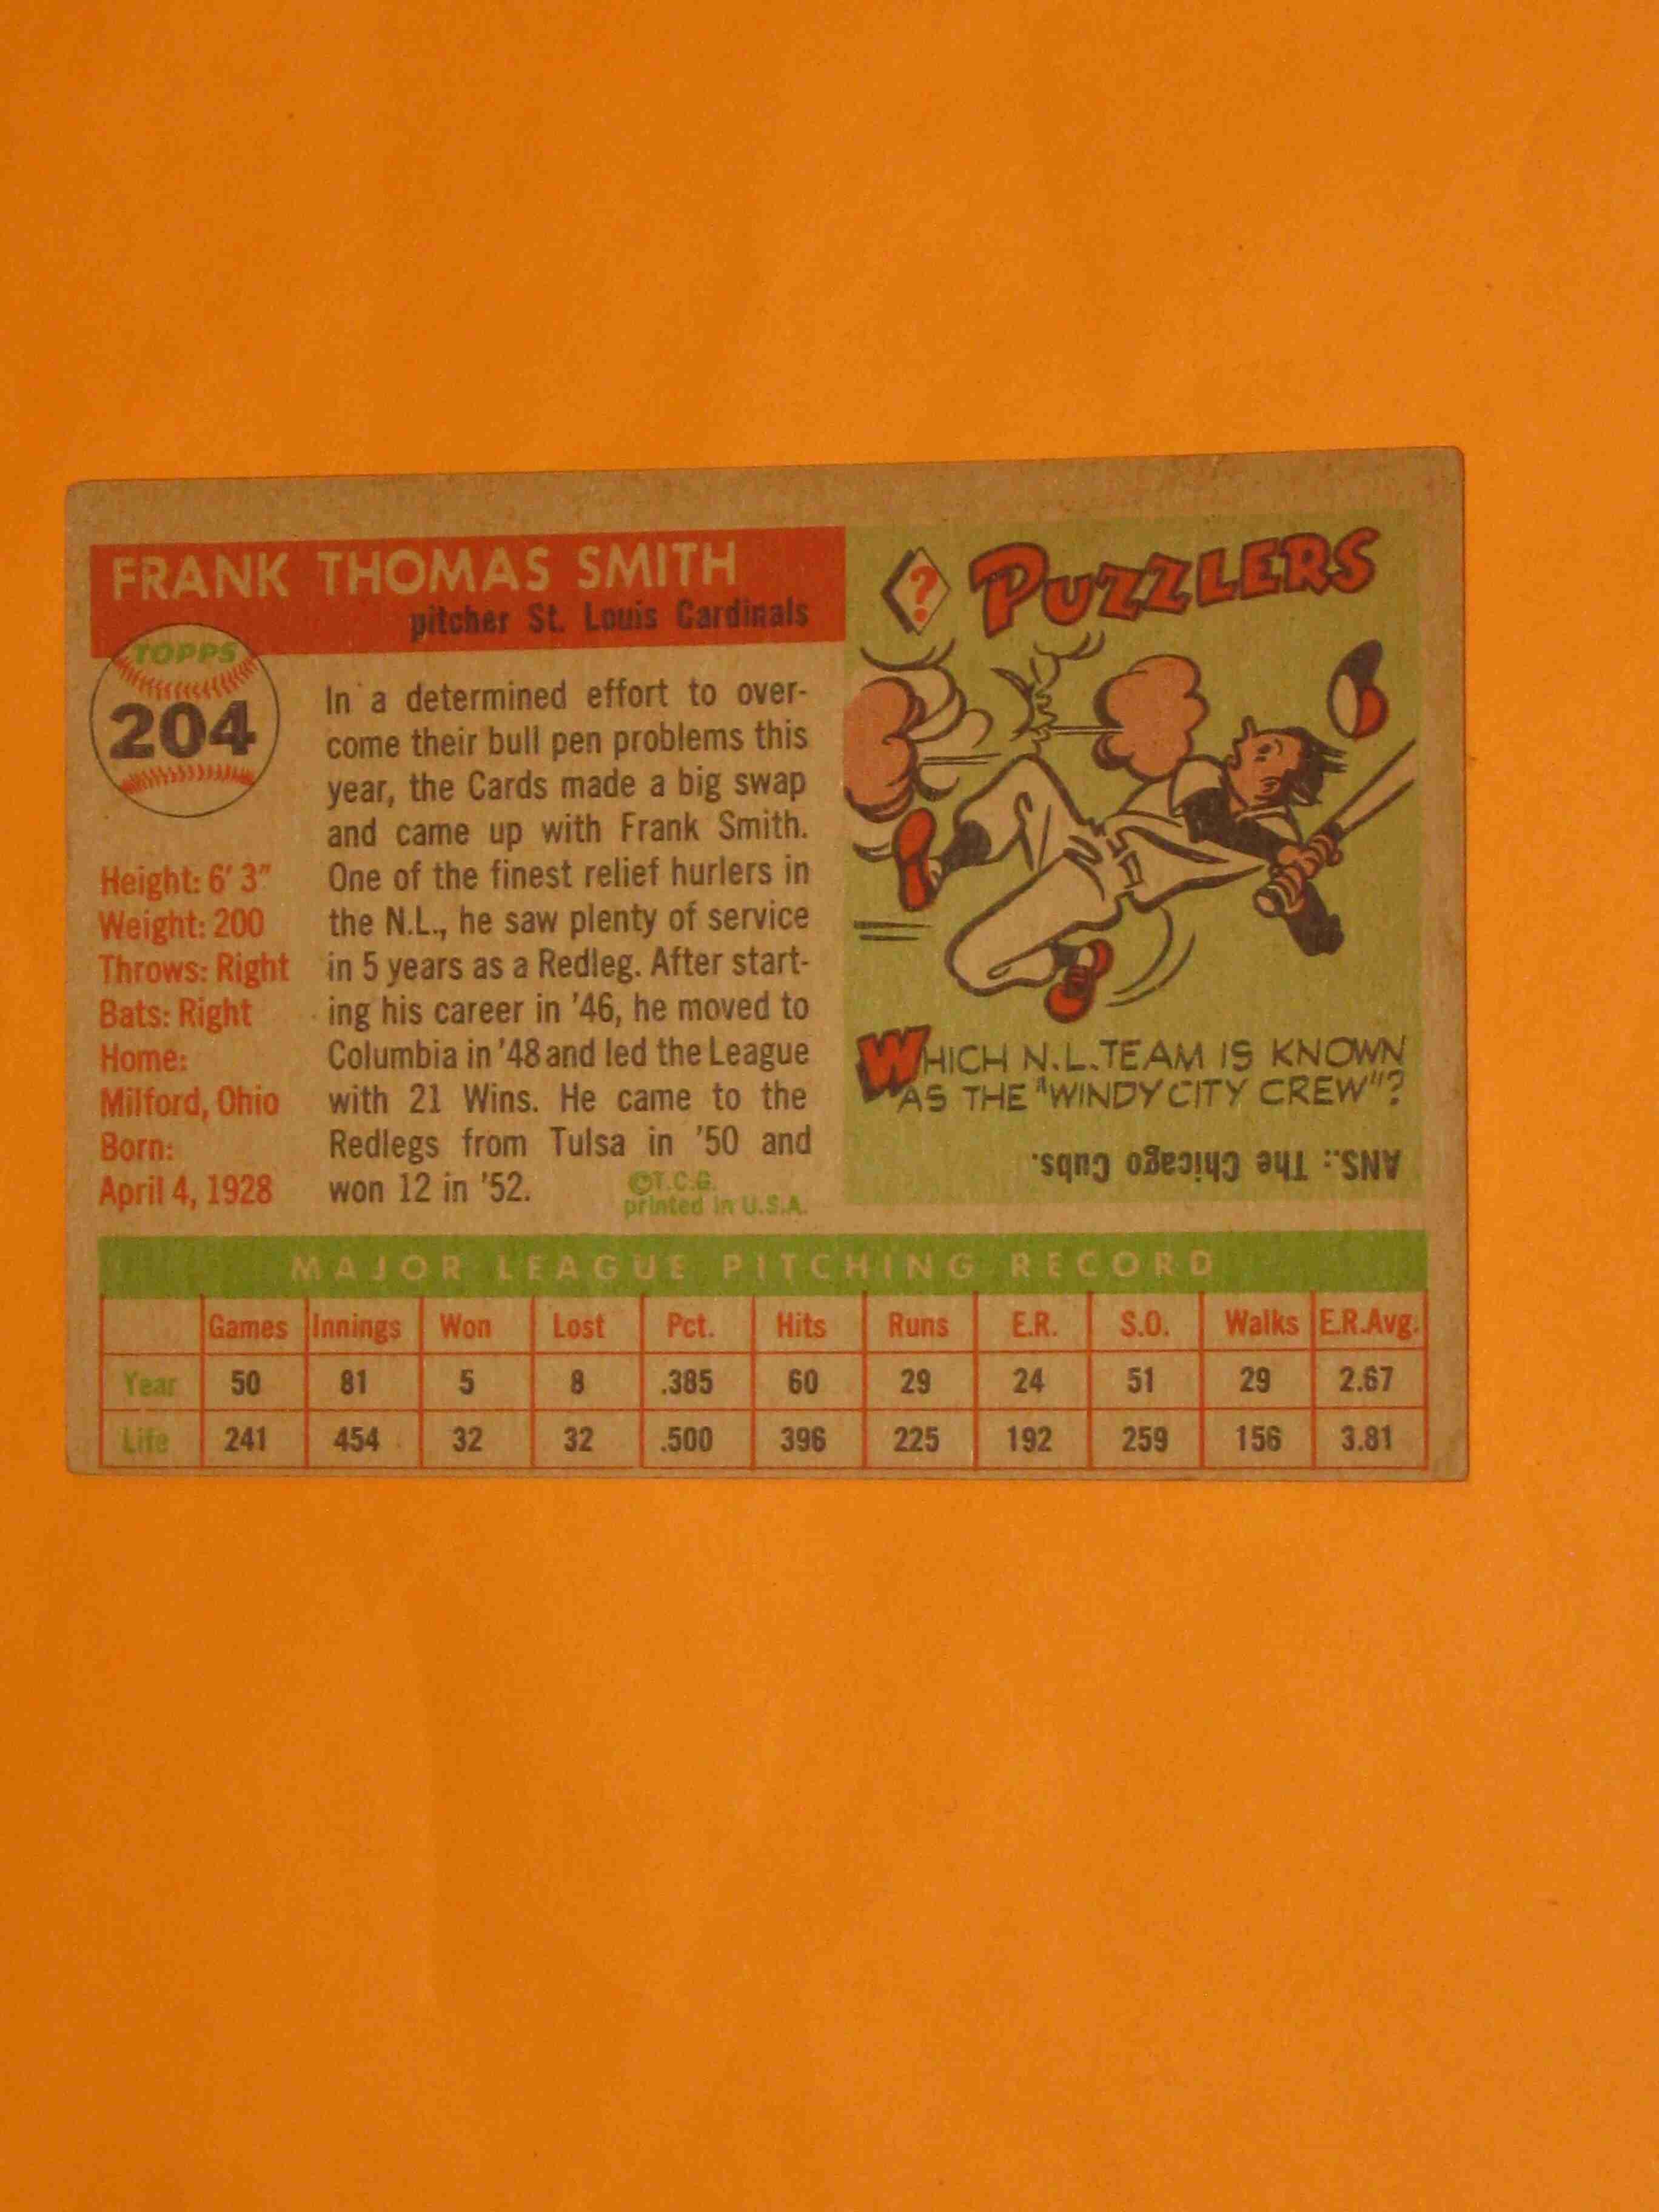 FRANK THOMAS SMITH
pitcher St. Louis Cardinals
TOPPS
204
Height: 6' 3"
Weight: 200
Throws: Right
Bats: Right
Home:
Milford, Ohio
Born:
April 4, 1928
In a determined effort to over-
come their bull pen problems this
year, the Cards made a big swap
and came up with Frank Smith.
One of the finest relief hurlers in
the N.L., he saw plenty of service
in 5 years as a Redleg. After start-
ing his career in '46, he moved to
Columbia in '48 and led the League
with 21 Wins. He came to the
Redlegs from Tulsa in '50 and
won 12 in '52.
©T.C.G.
printed in U.S.A.
? PUZZLERS
WHICH N.L. TEAM IS KNOWN
AS THE "WINDY CITY CREW"?
ANS.: The Chicago Cubs.
MAJOR LEAGUE PITCHING RECORD
Games Innings Won Lost Pct. Hits Runs E.R. S.O. Walks E.R.Avg.
Year 50 81 5 8 .385 60 29 24 51 29 2.67
Life 241 454 32 32 .500 396 225 192 259 156 3.81